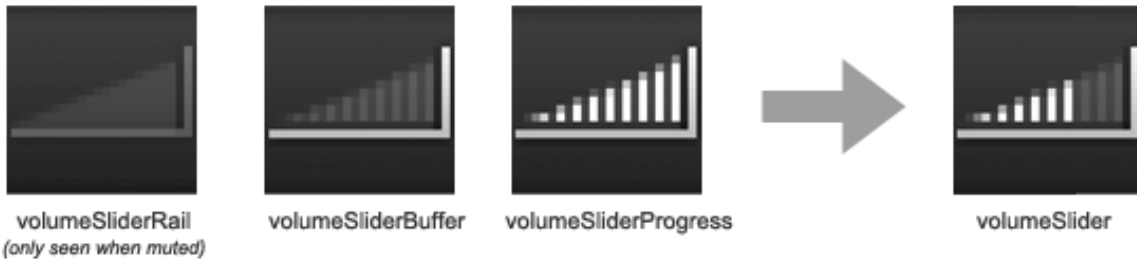 volumeSliderRail
(only seen when muted)
volumeSliderBuffer
volumeSliderProgress
volumeSlider